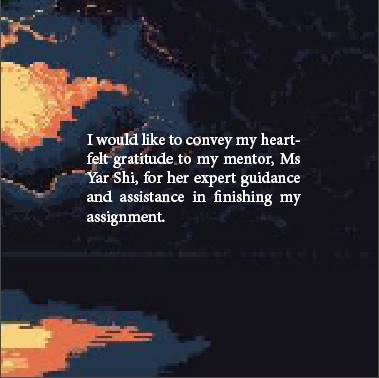 I would like to convey my heart-
felt gratitude to my mentor, Ms
Yar Shi, for her expert guidance
and assistance in finishing my
assignment.